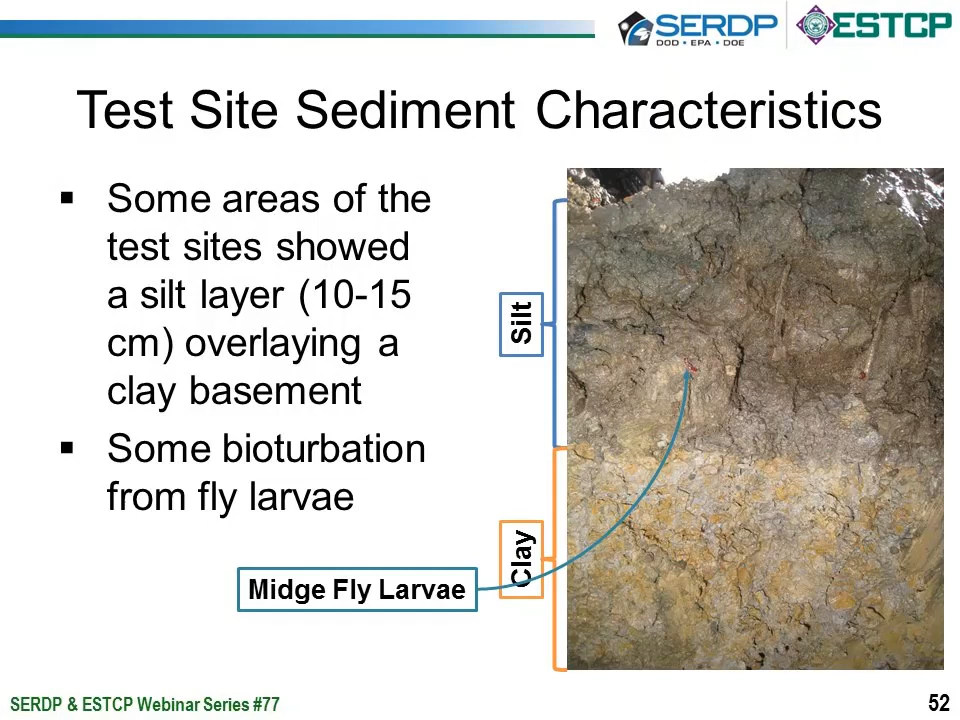 SERDP
DOD • EPA • DOE
ESTCP
Test Site Sediment Characteristics
▪ Some areas of the
test sites showed
a silt layer (10-15
cm) overlaying a
clay basement
▪ Some bioturbation
from fly larvae
Silt
Clay
Midge Fly Larvae
SERDP & ESTCP Webinar Series #77
52